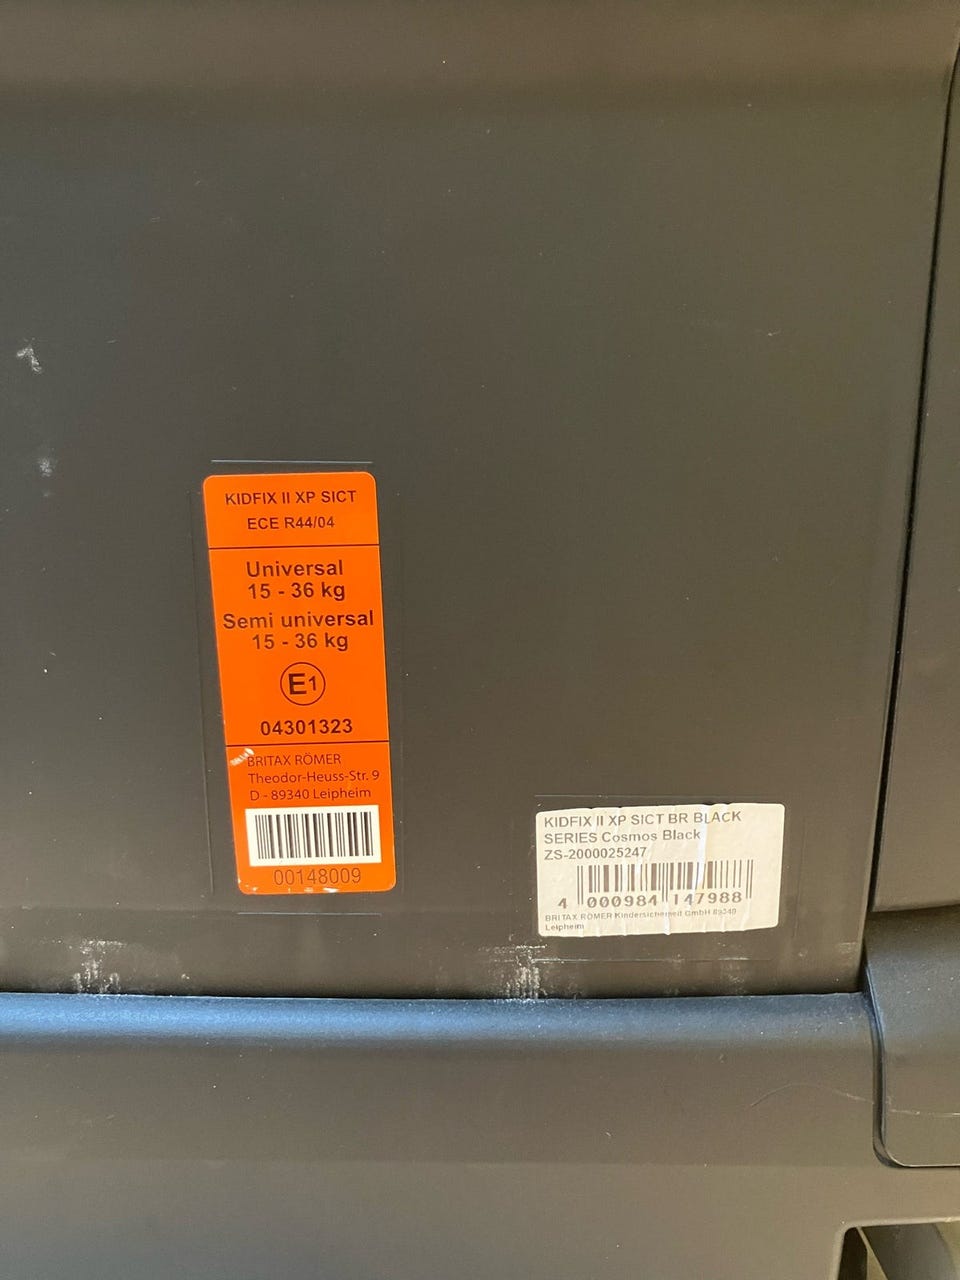 KIDFIX II XP SICT
ECE R44/04
Universal
15 - 36 kg
Semi universal
15 - 36 kg
E1
04301323
BRITAX RÖMER
Theodor-Heuss-Str. 9
D - 89340 Leipheim
00148009
KIDFIX II XP SICT BR BLACK
SERIES Cosmos Black
ZS-2000025247
4 000984 147988
BRITAX RÖMER Kindersicherheit GmbH 89340
Leipheim